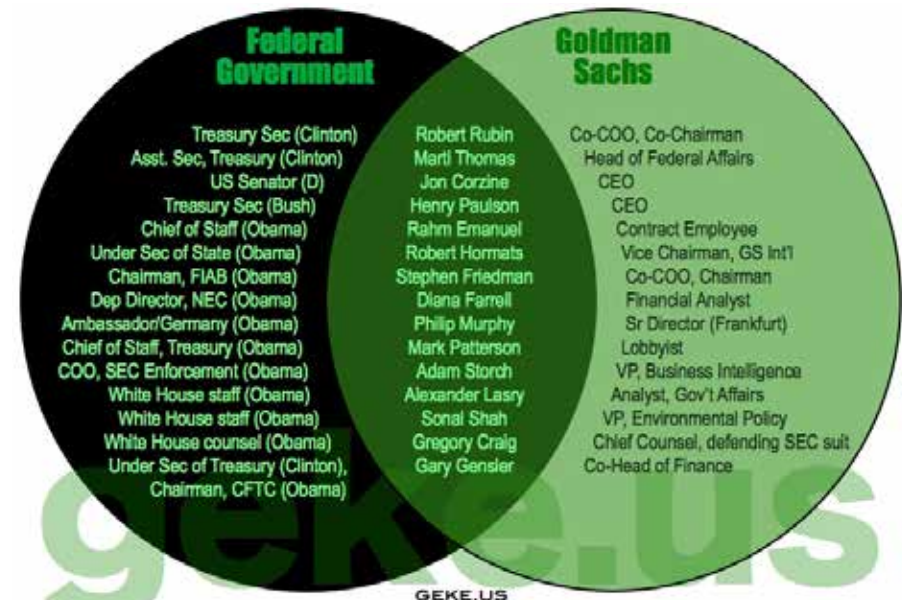 Federal Government
Goldman Sachs
Treasury Sec (Clinton) Robert Rubin Co-COO, Co-Chairman
Asst. Sec, Treasury (Clinton) Marti Thomas Head of Federal Affairs
US Senator (D) Jon Corzine CEO
Treasury Sec (Bush) Henry Paulson CEO
Chief of Staff (Obama) Rahm Emanuel Contract Employee
Under Sec of State (Obama) Robert Hormats Vice Chairman, GS Int'l
Chairman, FIAB (Obama) Stephen Friedman Co-COO, Chairman
Dep Director, NEC (Obama) Diana Farrell Financial Analyst
Ambassador/Germany (Obama) Philip Murphy Sr Director (Frankfurt)
Chief of Staff, Treasury (Obama) Mark Patterson Lobbyist
COO, SEC Enforcement (Obama) Adam Storch VP, Business Intelligence
White House staff (Obama) Alexander Lasry Analyst, Gov't Affairs
White House staff (Obama) Sonal Shah VP, Environmental Policy
White House counsel (Obama) Gregory Craig Chief Counsel, defending SEC suit
Under Sec of Treasury (Clinton), Gary Gensler Co-Head of Finance
Chairman, CFTC (Obama)
geke.us
GEKE.US